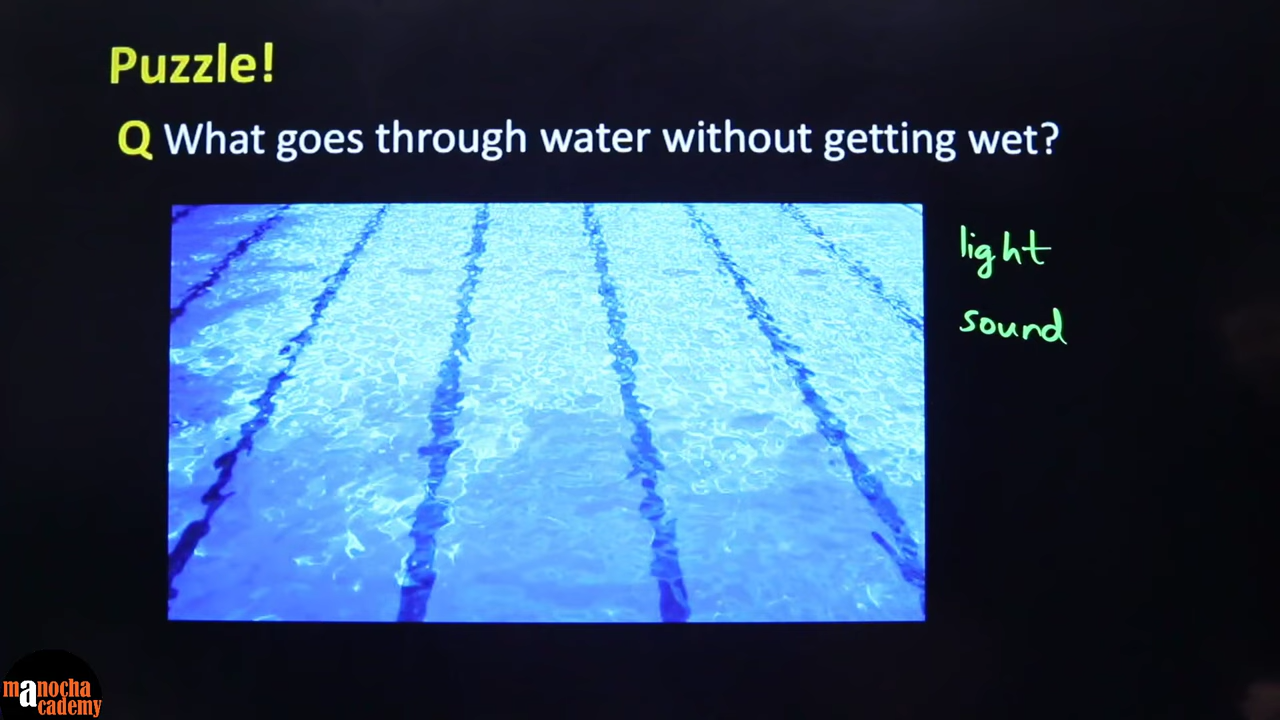 Puzzle!
Q What goes through water without getting wet?
light
sound
manocha
academy